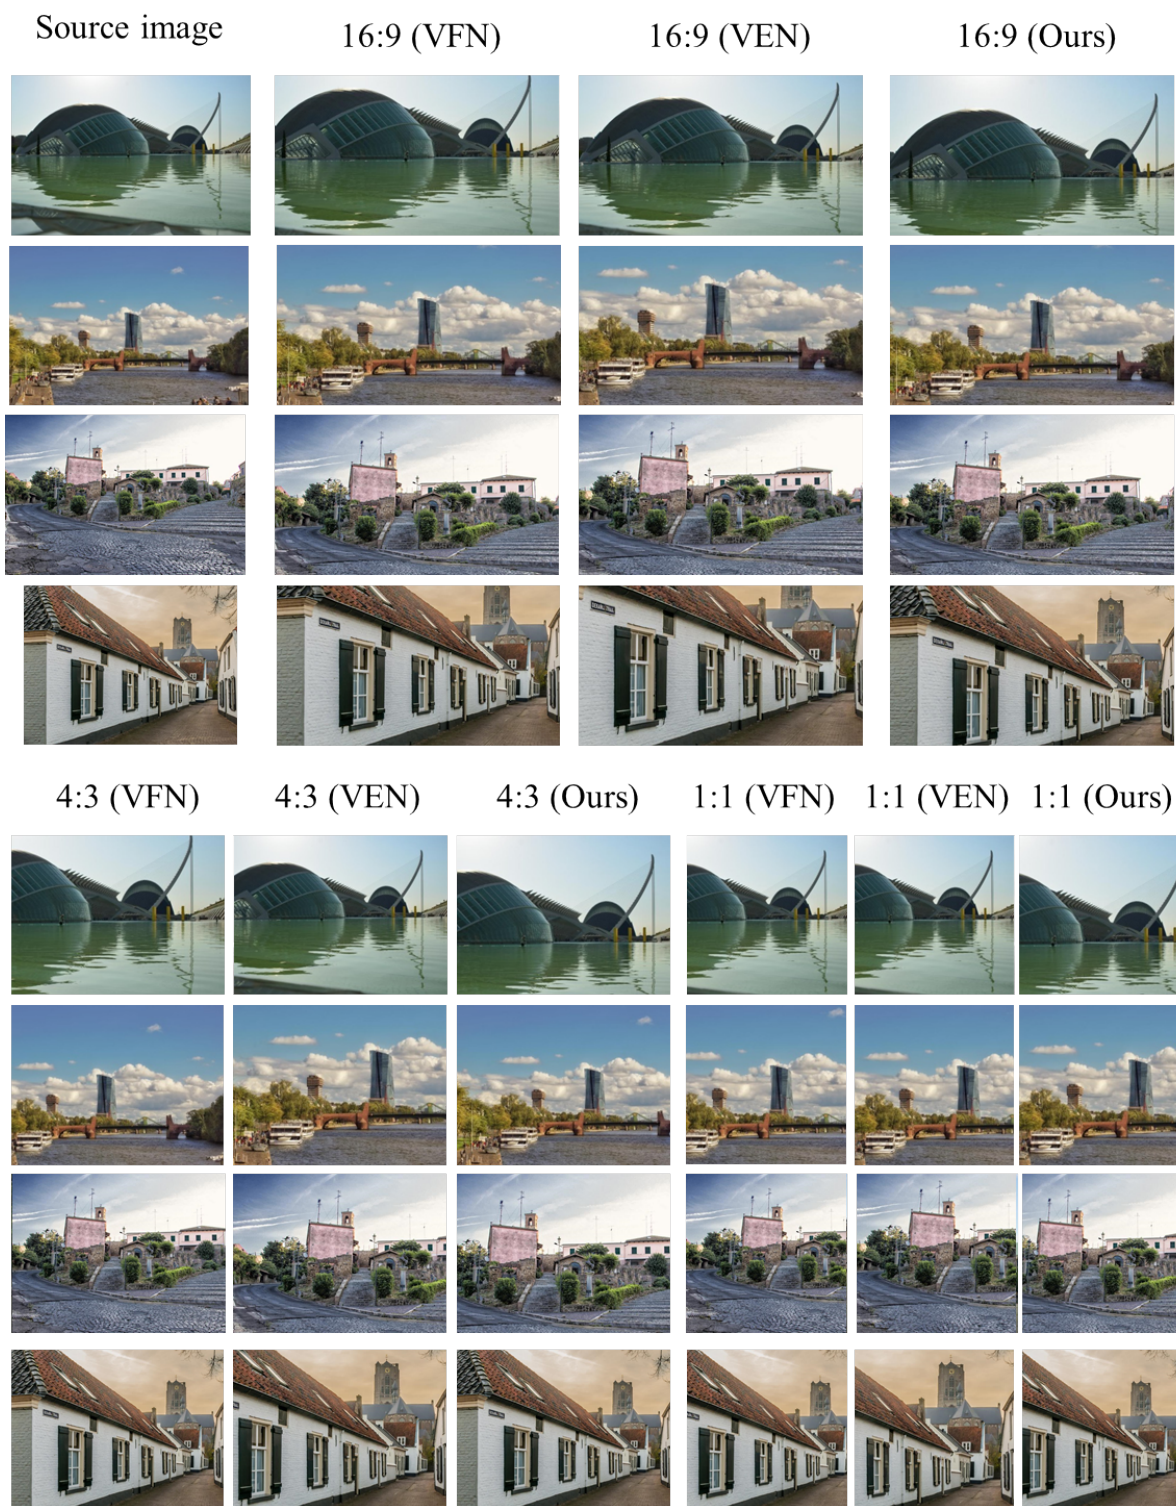 Source image
16:9 (VFN)
16:9 (VEN)
16:9 (Ours)
4:3 (VFN)
4:3 (VEN)
4:3 (Ours)
1:1 (VFN)
1:1 (VEN)
1:1 (Ours)